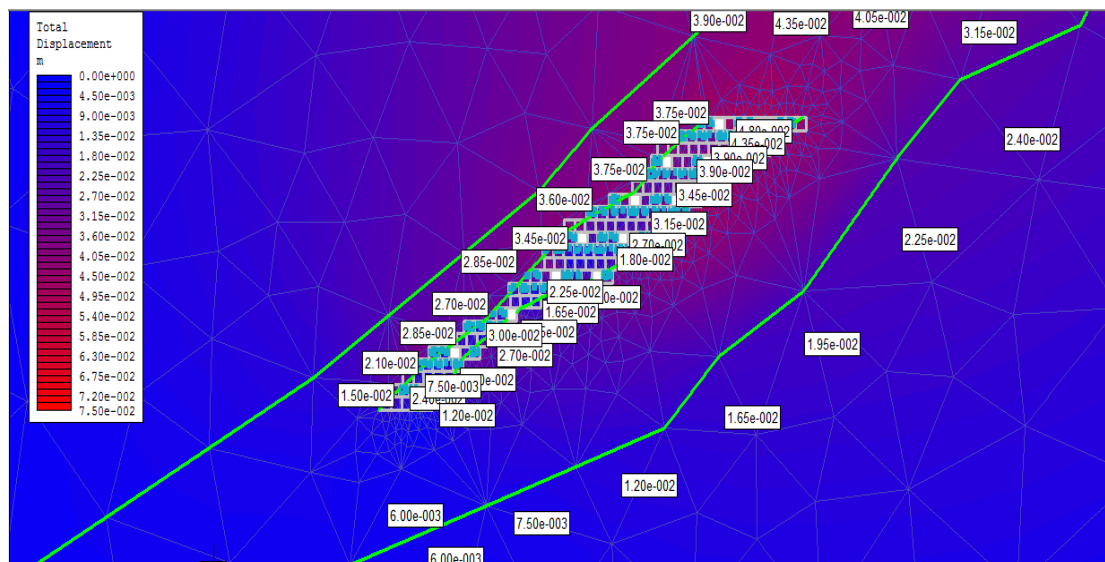 Total
Displacement
m
0.00e+000
4.50e-003
9.00e-003
1.35e-002
1.80e-002
2.25e-002
2.70e-002
3.15e-002
3.60e-002
4.05e-002
4.50e-002
4.95e-002
5.40e-002
5.85e-002
6.30e-002
6.75e-002
7.20e-002
7.50e-002
3.90e-002
4.35e-002
4.05e-002
3.15e-002
2.40e-002
3.75e-002
3.75e-002
4.80e-002
4.35e-002
3.90e-002
3.75e-002
3.90e-002
3.60e-002
3.45e-002
3.15e-002
3.45e-002
2.70e-002
2.25e-002
2.85e-002
1.80e-002
2.25e-002
2.70e-002
1.65e-002
2.85e-002
3.00e-002
2.70e-002
1.95e-002
2.10e-002
7.50e-003
1.50e-002
1.20e-002
1.65e-002
1.20e-002
6.00e-003
7.50e-003
6.00e-003